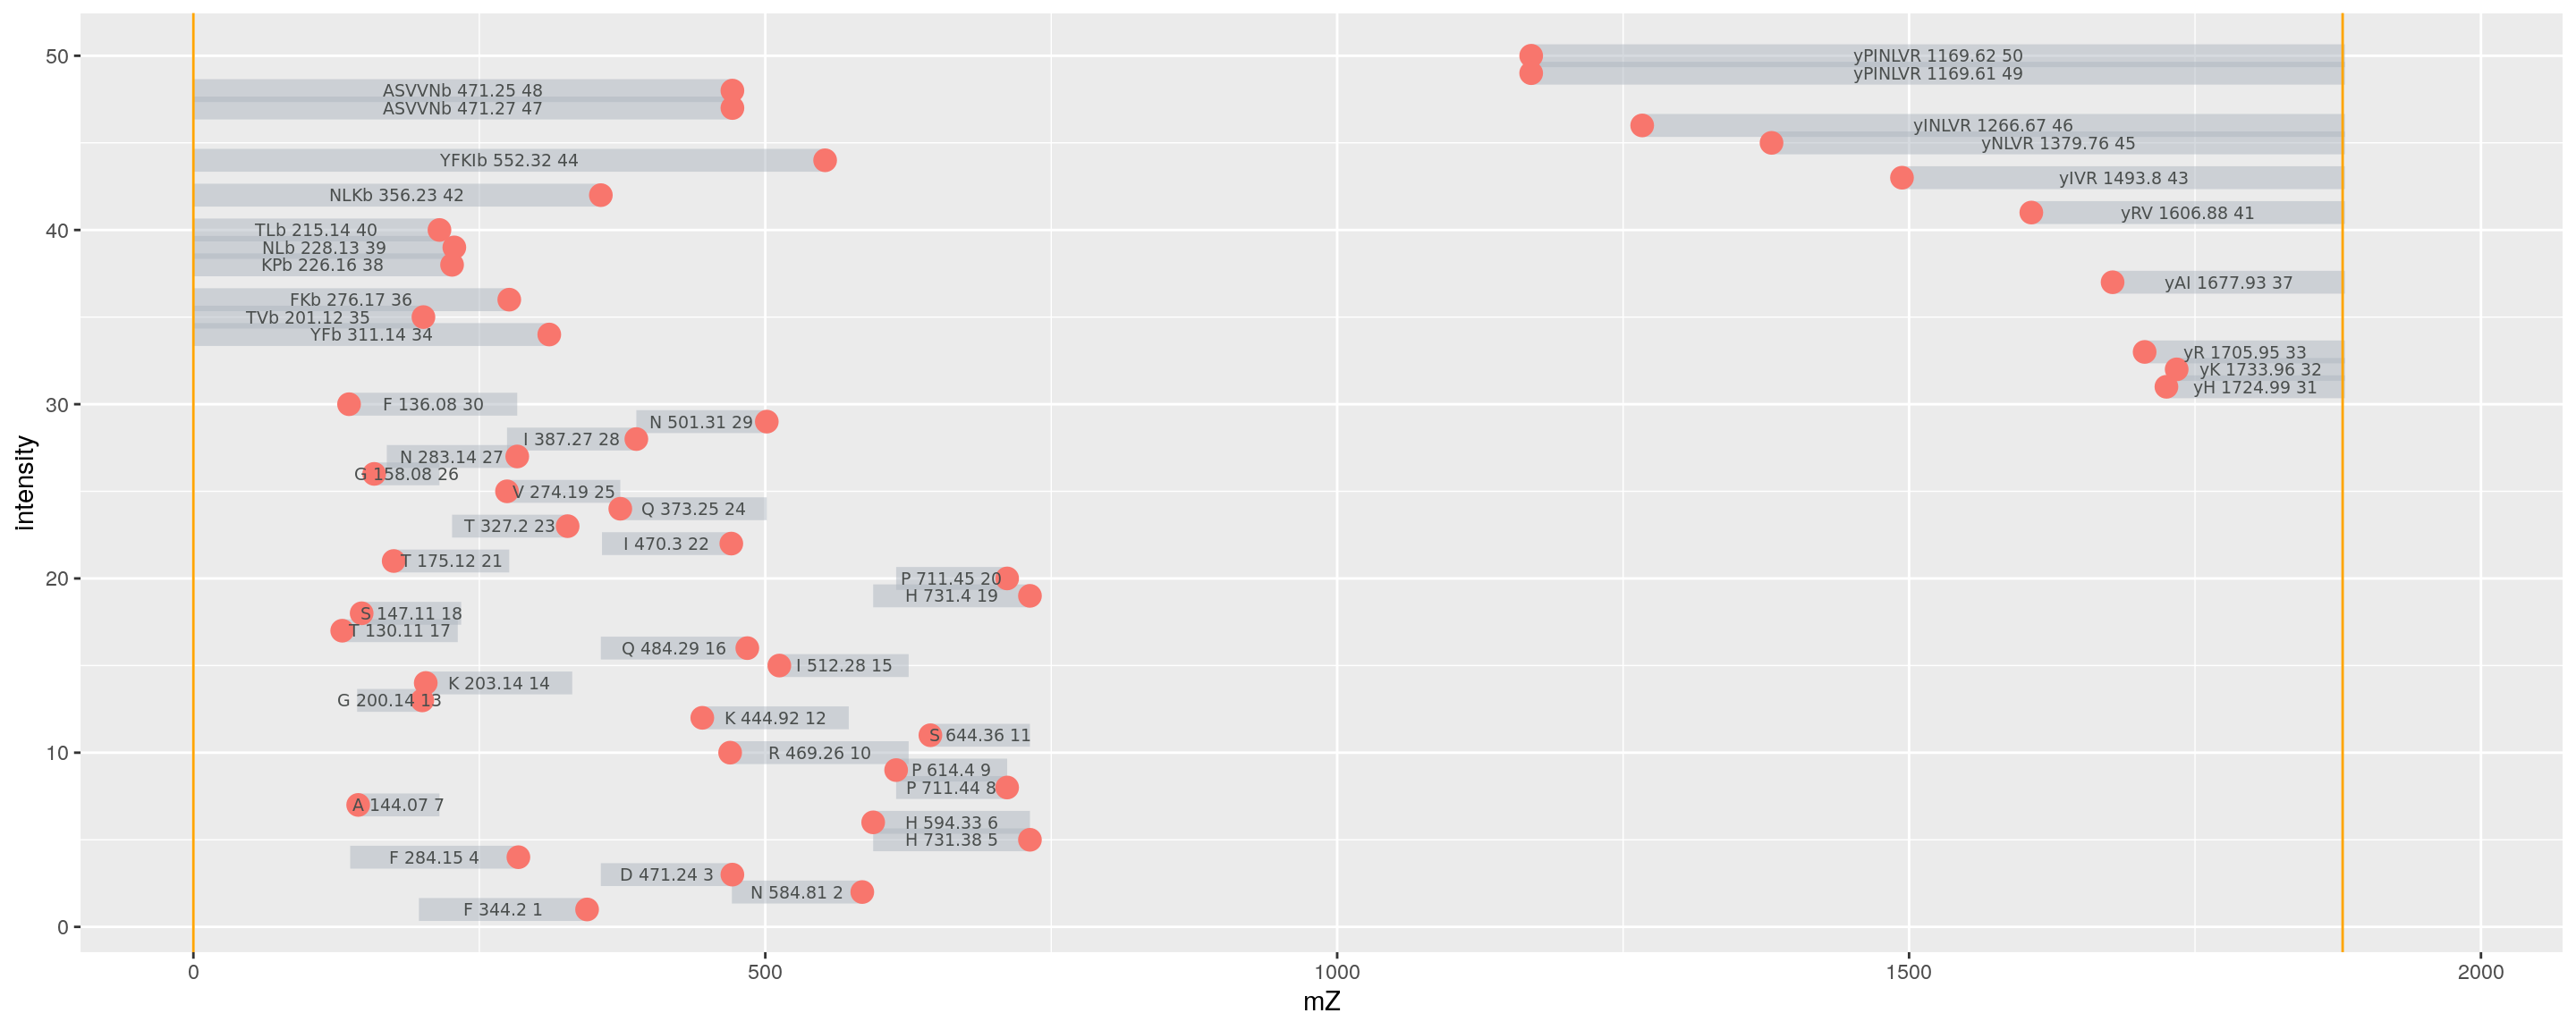 50
yPINLVR 1169.62 50
yPINLVR 1169.61 49
ASVVNb 471.25 48
ASVVNb 471.27 47
yINLVR 1266.67 46
yNLVR 1379.76 45
YFKIb 552.32 44
yIVR 1493.8 43
NLKb 356.23 42
yRV 1606.88 41
40
TLb 215.14 40
NLb 228.13 39
KPb 226.16 38
yAI 1677.93 37
FKb 276.17 36
TVb 201.12 35
YFb 311.14 34
yR 1705.95 33
yK 1733.96 32
yH 1724.99 31
30
F 136.08 30
N 501.31 29
I 387.27 28
N 283.14 27
G 158.08 26
V 274.19 25
Q 373.25 24
T 327.2 23
I 470.3 22
T 175.12 21
20
P 711.45 20
H 731.4 19
S 147.11 18
T 130.11 17
Q 484.29 16
I 512.28 15
K 203.14 14
G 200.14 13
K 444.92 12
S 644.36 11
10
R 469.26 10
P 614.4 9
P 711.44 8
A 144.07 7
H 594.33 6
H 731.38 5
F 284.15 4
D 471.24 3
N 584.81 2
F 344.2 1
0
intensity
0 500 1000 1500 2000
mZ